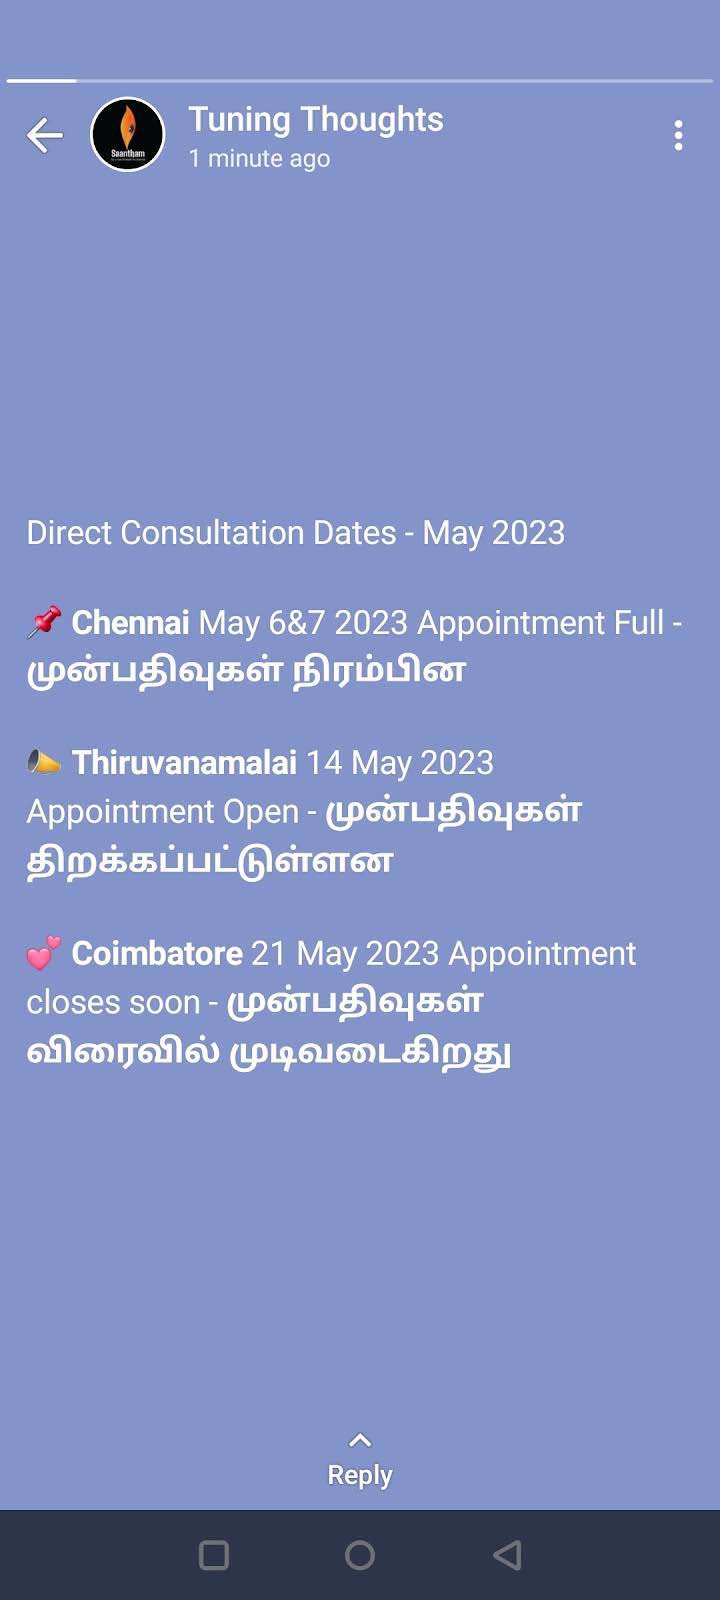 Tuning Thoughts
1 minute ago
Saantham
Direct Consultation Dates - May 2023
📌 Chennai May 6&7 2023 Appointment Full -
முன்பதிவுகள் நிரம்பின
Thiruvanamalai 14 May 2023
Appointment Open - முன்பதிவுகள்
திறக்கப்பட்டுள்ளன
💕 Coimbatore 21 May 2023 Appointment
closes soon - முன்பதிவுகள்
விரைவில் முடிவடைகிறது
Reply